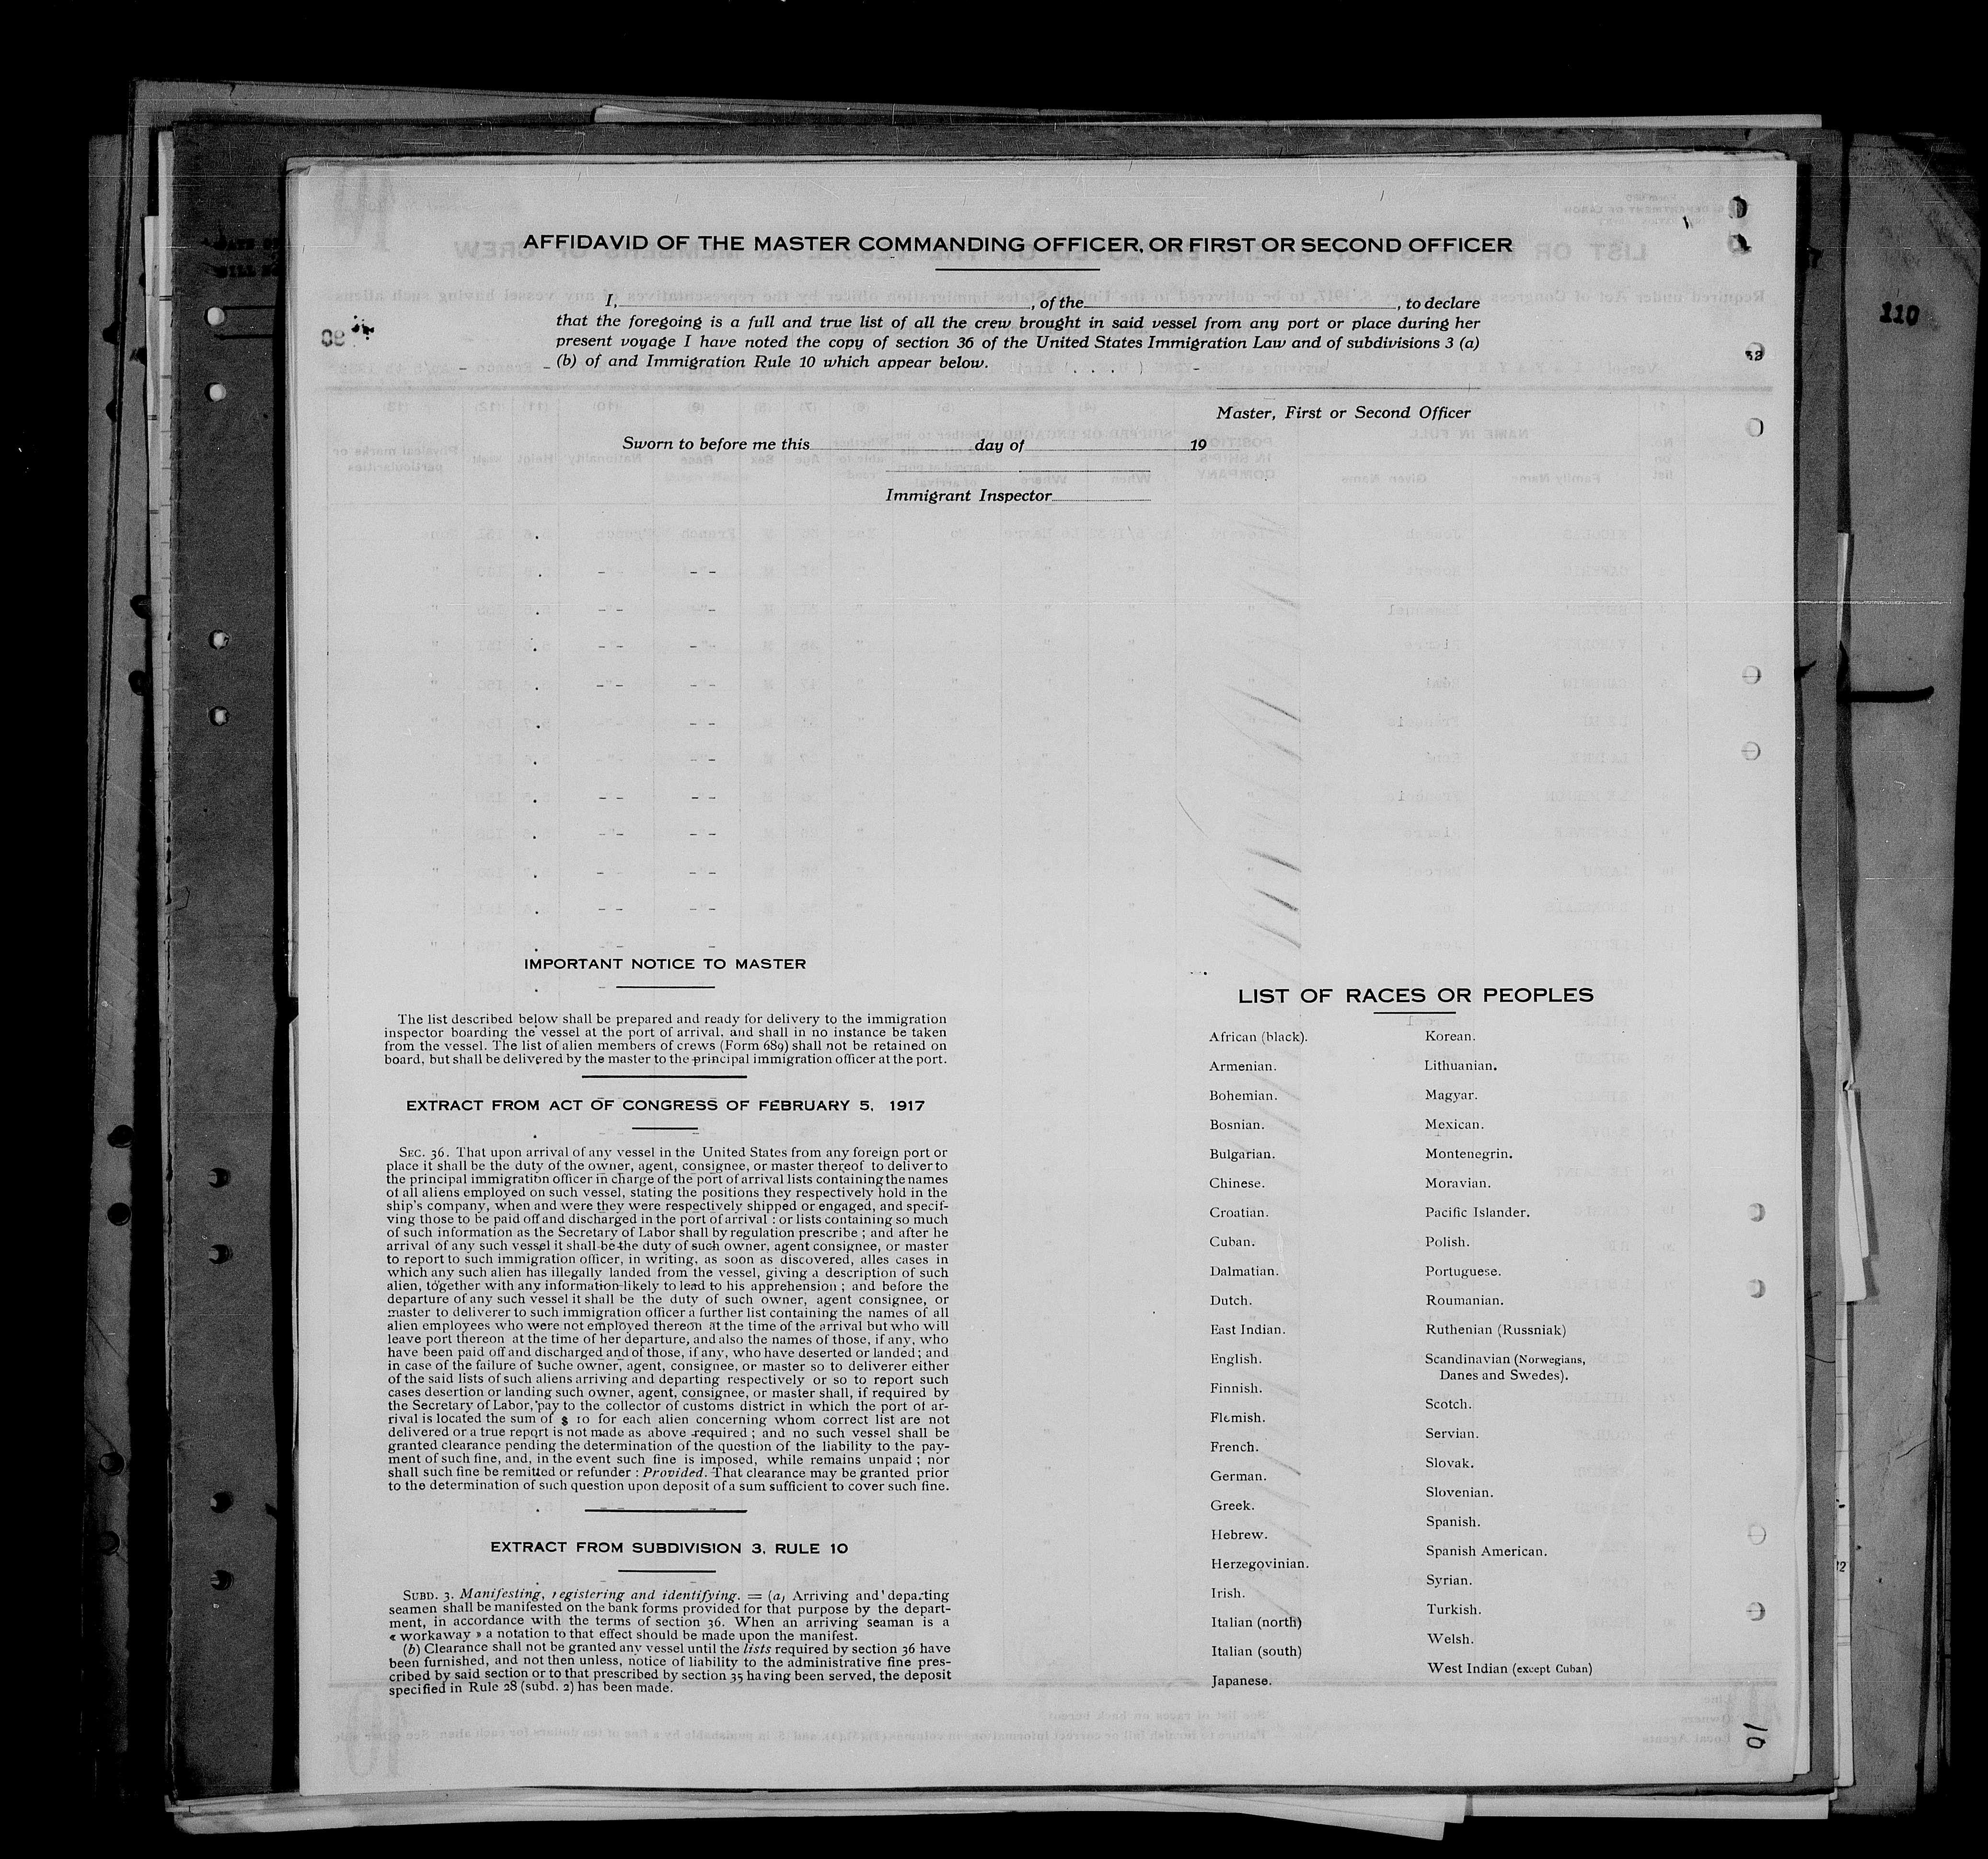 AFFIDAVID OF THE MASTER COMMANDING OFFICER, OR FIRST OR SECOND OFFICER
I, , of the , to declare
that the foregoing is a full and true list of all the crew brought in said vessel from any port or place during her
present voyage I have noted the copy of section 36 of the United States Immigration Law and of subdivisions 3 (a)
(b) of and Immigration Rule 10 which appear below.
Master, First or Second Officer
Sworn to before me this day of 19
Immigrant Inspector
110
IMPORTANT NOTICE TO MASTER
The list described below shall be prepared and ready for delivery to the immigration
inspector boarding the vessel at the port of arrival, and shall in no instance be taken
from the vessel. The list of alien members of crews (Form 689) shall not be retained on
board, but shall be delivered by the master to the principal immigration officer at the port.
EXTRACT FROM ACT OF CONGRESS OF FEBRUARY 5, 1917
SEC. 36. That upon arrival of any vessel in the United States from any foreign port or
place it shall be the duty of the owner, agent, consignee, or master thereof to deliver to
the principal immigration officer in charge of the port of arrival lists containing the names
of all aliens employed on such vessel, stating the positions they respectively hold in the
ship's company, when and were they were respectively shipped or engaged, and specif-
ving those to be paid off and discharged in the port of arrival : or lists containing so much
of such information as the Secretary of Labor shall by regulation prescribe ; and after he
arrival of any such vessel it shall be the duty of such owner, agent consignee, or master
to report to such immigration officer, in writing, as soon as discovered, alles cases in
which any such alien has illegally landed from the vessel, giving a description of such
alien, together with any information likely to lead to his apprehension ; and before the
departure of any such vessel it shall be the duty of such owner, agent consignee, or
master to deliverer to such immigration officer a further list containing the names of all
alien employees who were not employed thereon at the time of the arrival but who will
leave port thereon at the time of her departure, and also the names of those, if any, who
have been paid off and discharged and of those, if any, who have deserted or landed ; and
in case of the failure of suche owner, agent, consignee, or master so to deliverer either
of the said lists of such aliens arriving and departing respectively or so to report such
cases desertion or landing such owner, agent, consignee, or master shall, if required by
the Secretary of Labor, pay to the collector of customs district in which the port of ar-
rival is located the sum of $ 10 for each alien concerning whom correct list are not
delivered or a true report is not made as above required ; and no such vessel shall be
granted clearance pending the determination of the question of the liability to the pay-
ment of such fine, and, in the event such fine is imposed, while remains unpaid ; nor
shall such fine be remitted or refunder : Provided. That clearance may be granted prior
to the determination of such question upon deposit of a sum sufficient to cover such fine.
EXTRACT FROM SUBDIVISION 3, RULE 10
SUBD. 3. Manifesting, registering and identifying. = (a) Arriving and departing
seamen shall be manifested on the bank forms provided for that purpose by the depart-
ment, in accordance with the terms of section 36. When an arriving seaman is a
« workaway » a notation to that effect should be made upon the manifest.
(b) Clearance shall not be granted any vessel until the lists required by section 36 have
been furnished, and not then unless, notice of liability to the administrative fine pres-
cribed by said section or to that prescribed by section 35 having been served, the deposit
specified in Rule 28 (subd. 2) has been made.
LIST OF RACES OR PEOPLES
African (black).
Armenian.
Bohemian.
Bosnian.
Bulgarian.
Chinese.
Croatian.
Cuban.
Dalmatian.
Dutch.
East Indian.
English.
Finnish.
Flemish.
French.
German.
Greek.
Hebrew.
Herzegovinian.
Irish.
Italian (north)
Italian (south)
Japanese.
Korean.
Lithuanian.
Magyar.
Mexican.
Montenegrin.
Moravian.
Pacific Islander.
Polish.
Portuguese.
Roumanian.
Ruthenian (Russniak)
Scandinavian (Norwegians,
Danes and Swedes).
Scotch.
Servian.
Slovak.
Slovenian.
Spanish.
Spanish American.
Syrian.
Turkish.
Welsh.
West Indian (except Cuban)